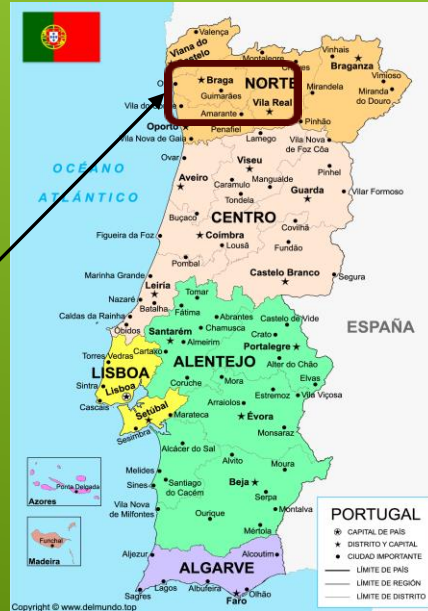 Valença
Viana do
Castelo
Montalegre
Vinhais
Braganza
Braga
NORTE
Guimarães
Mirandela
Vimioso
Miranda
do Douro
Vila Real
Amarante
Oporto
Penafiel
Pinhão
Vila Nova de Gaia
Lamego
Vila Nova
de Foz Côa
Ovar
OCÉANO
ATLÁNTICO
Viseu
Aveiro
Caramulo
Mangualde
Pinhel
Tondela
Guarda
Vilar Formoso
Buçaco
CENTRO
Covilhã
Figueira da Foz
Coímbra
Lousã
Fundão
Pombal
Marinha Grande
Castelo Branco
Segura
Leiría
Nazaré
Batalha
Tomar
Fátima
Caldas da Rainha
Óbidos
Abrantes
Castelo de Vide
Santarém
Chamusca
Crato
ESPAÑA
Almeirim
Portalegre
Torres Vedras
Cartaxo
ALENTEJO
Alter do Chão
LISBOA
Sintra
Lisboa
Coruche
Mora
Elvas
Estremoz
Vila Viçosa
Cascais
Arraiolos
Setúbal
Marateca
Évora
Sesimbra
Monsaraz
Alcácer do Sal
Alvito
Moura
Melides
Ponta Delgada
Azores
Sines
Santiago
do Cacém
Beja
Serpa
Vila Nova
de Milfontes
Montalva
Ourique
Funchal
Madeira
Mértola
Aljezur
Alcoutim
ALGARVE
Lagos
Albufeira
Sagres
Faro
Olhão
PORTUGAL
CAPITAL DE PAÍS
DISTRITO Y CAPITAL
CIUDAD IMPORTANTE
LÍMITE DE PAÍS
LÍMITE DE REGIÓN
LÍMITE DE DISTRITO
Copyright © www.delmundo.top